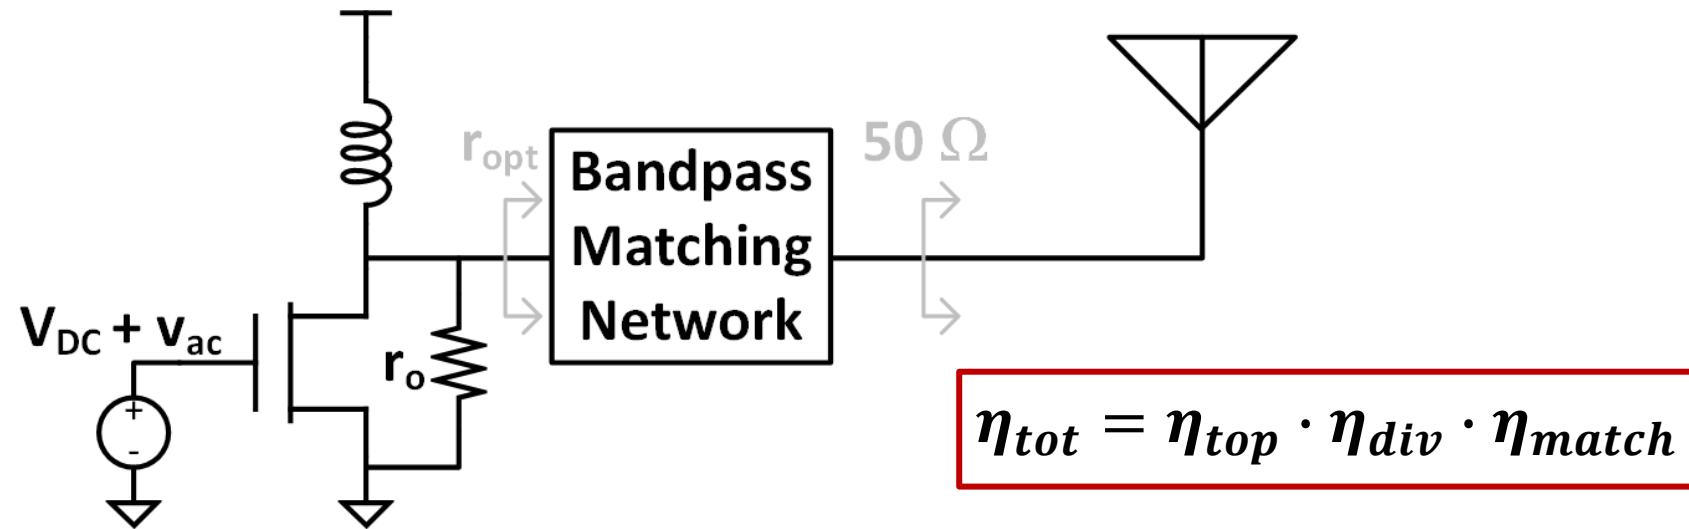 r_opt
50 Ω
Bandpass
Matching
Network
V_DC + v_ac
r_o
+
-
η_tot = η_top · η_div · η_match